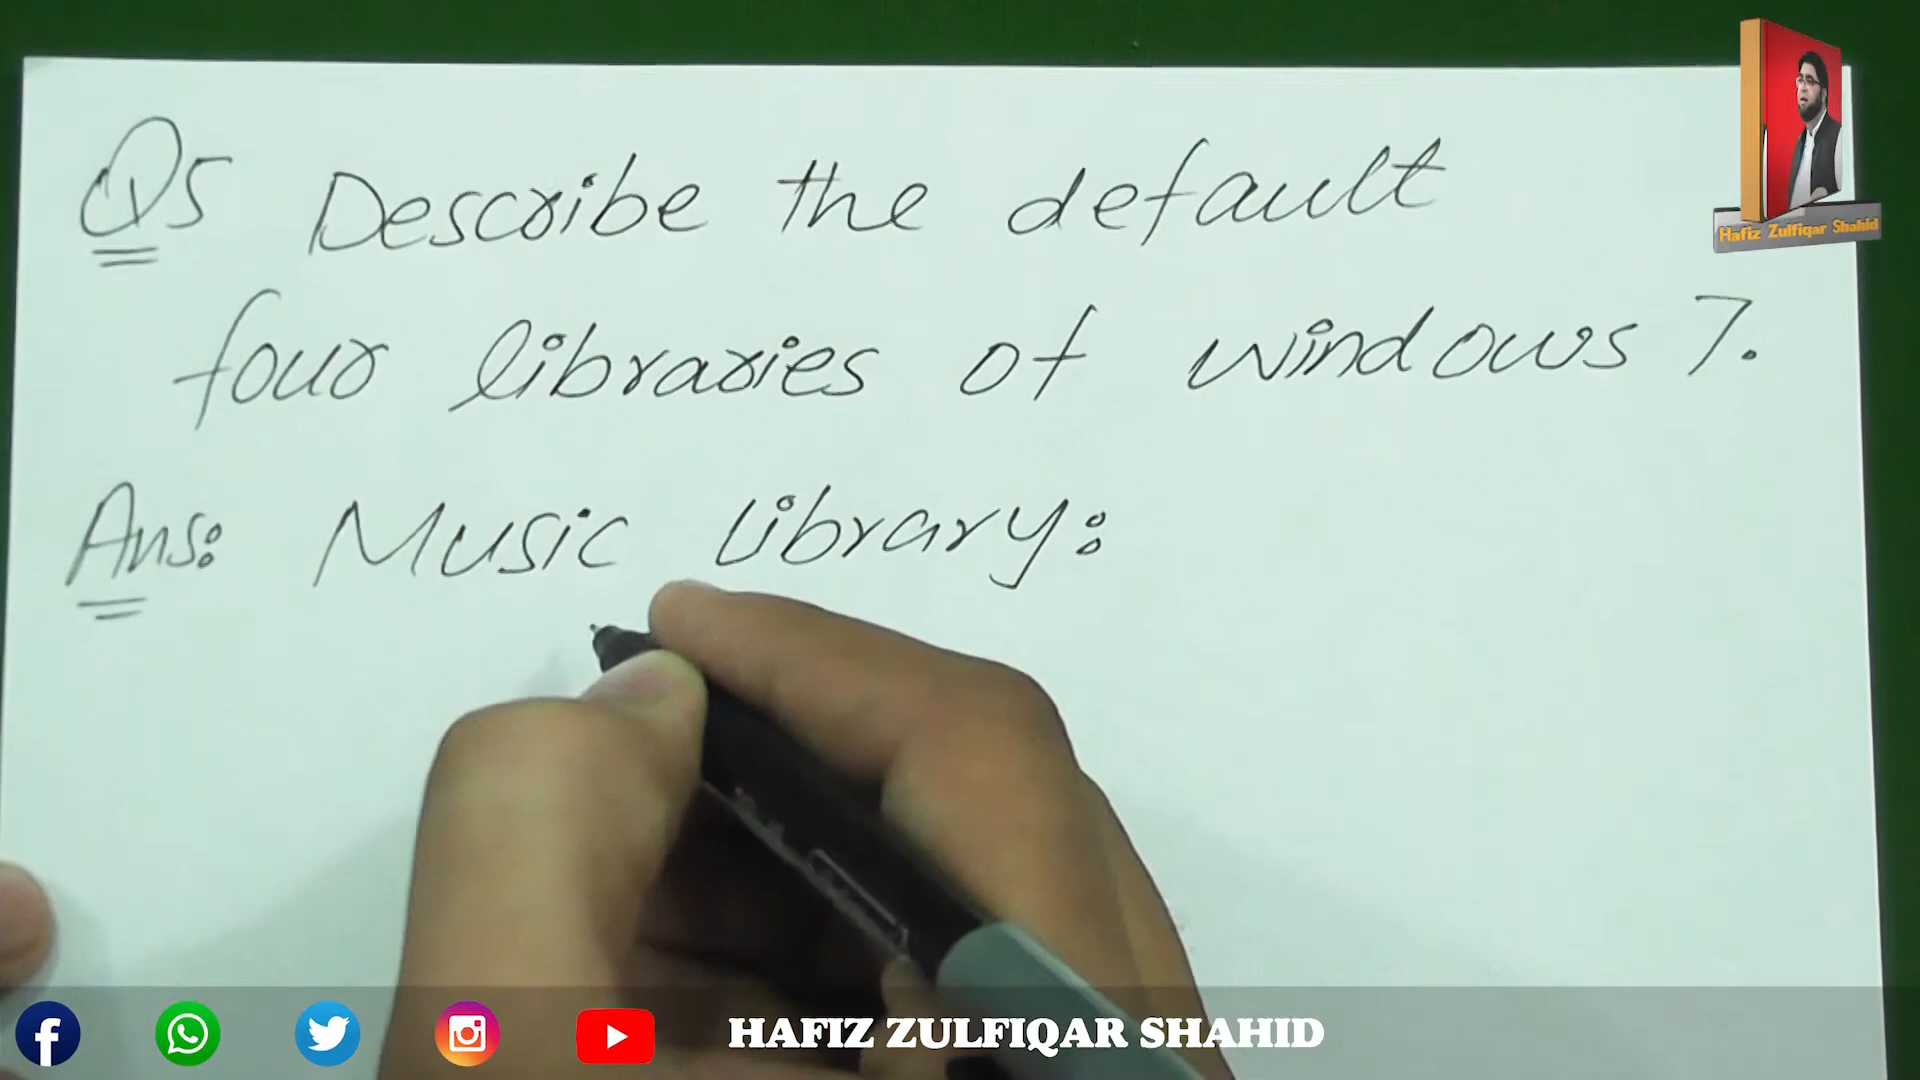 Hafiz Zulfiqar Shahid
Q5 Describe the default
four libraries of windows 7.
Ans: Music Library:
HAFIZ ZULFIQAR SHAHID